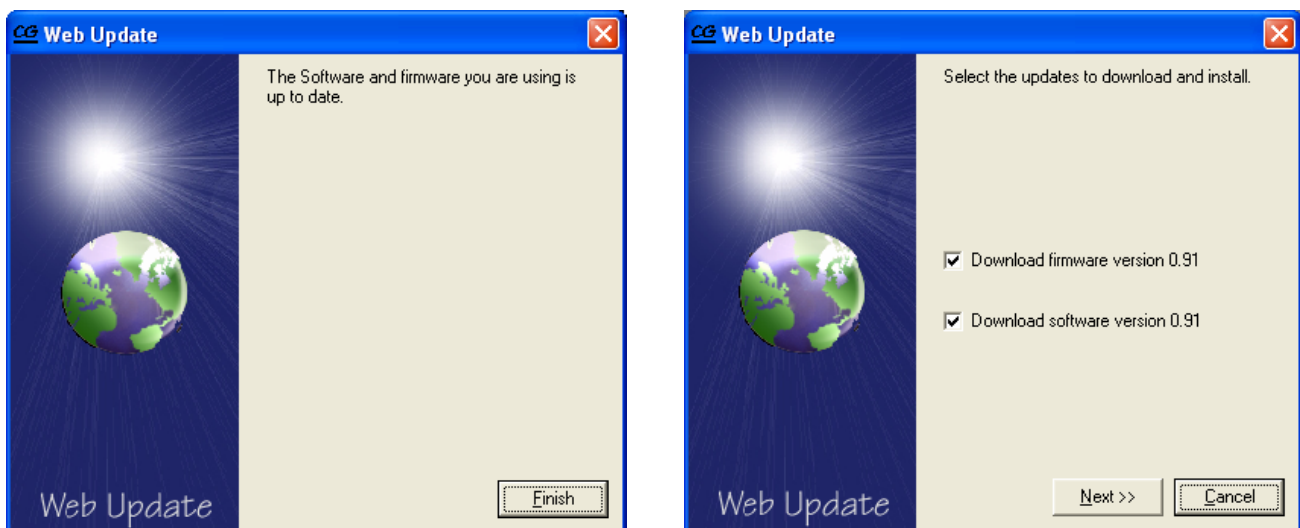 CG Web Update
The Software and firmware you are using is
up to date.
Web Update
Finish
CG Web Update
Select the updates to download and install.
Download firmware version 0.91
Download software version 0.91
Web Update
Next >>
Cancel